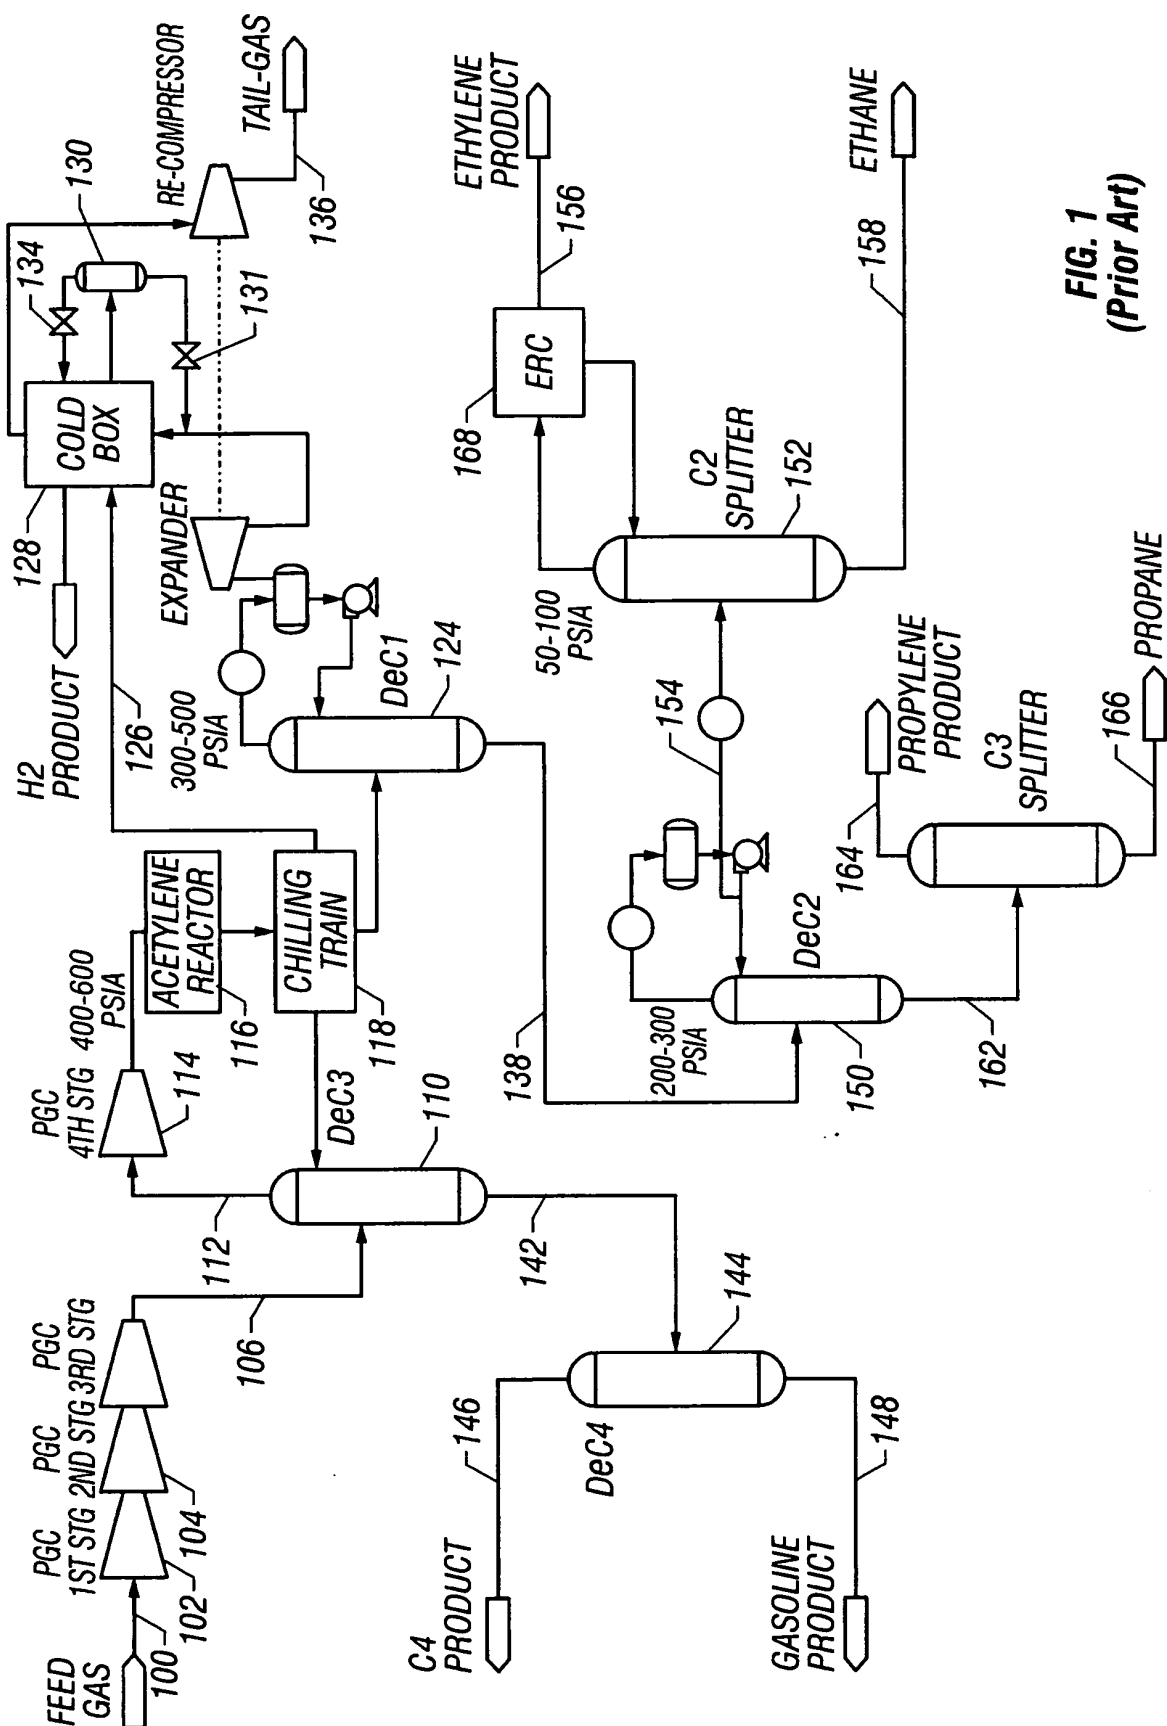 FEED
GAS
100
102
PGC
1ST STG
104
PGC
2ND STG
PGC
3RD STG
106
112
PGC
4TH STG
114
400-600
PSIA
ACETYLENE
REACTOR
116
CHILLING
TRAIN
118
DeC3
110
142
144
146
DeC4
148
C4
PRODUCT
GASOLINE
PRODUCT
H2
PRODUCT
126
128
COLD
BOX
134
130
131
RE-COMPRESSOR
TAIL-GAS
136
EXPANDER
300-500
PSIA
DeC1
124
138
200-300
PSIA
DeC2
150
154
162
50-100
PSIA
C2
SPLITTER
152
168
ERC
156
ETHYLENE
PRODUCT
158
ETHANE
164
PROPYLENE
PRODUCT
C3
SPLITTER
166
PROPANE
FIG. 1
(Prior Art)